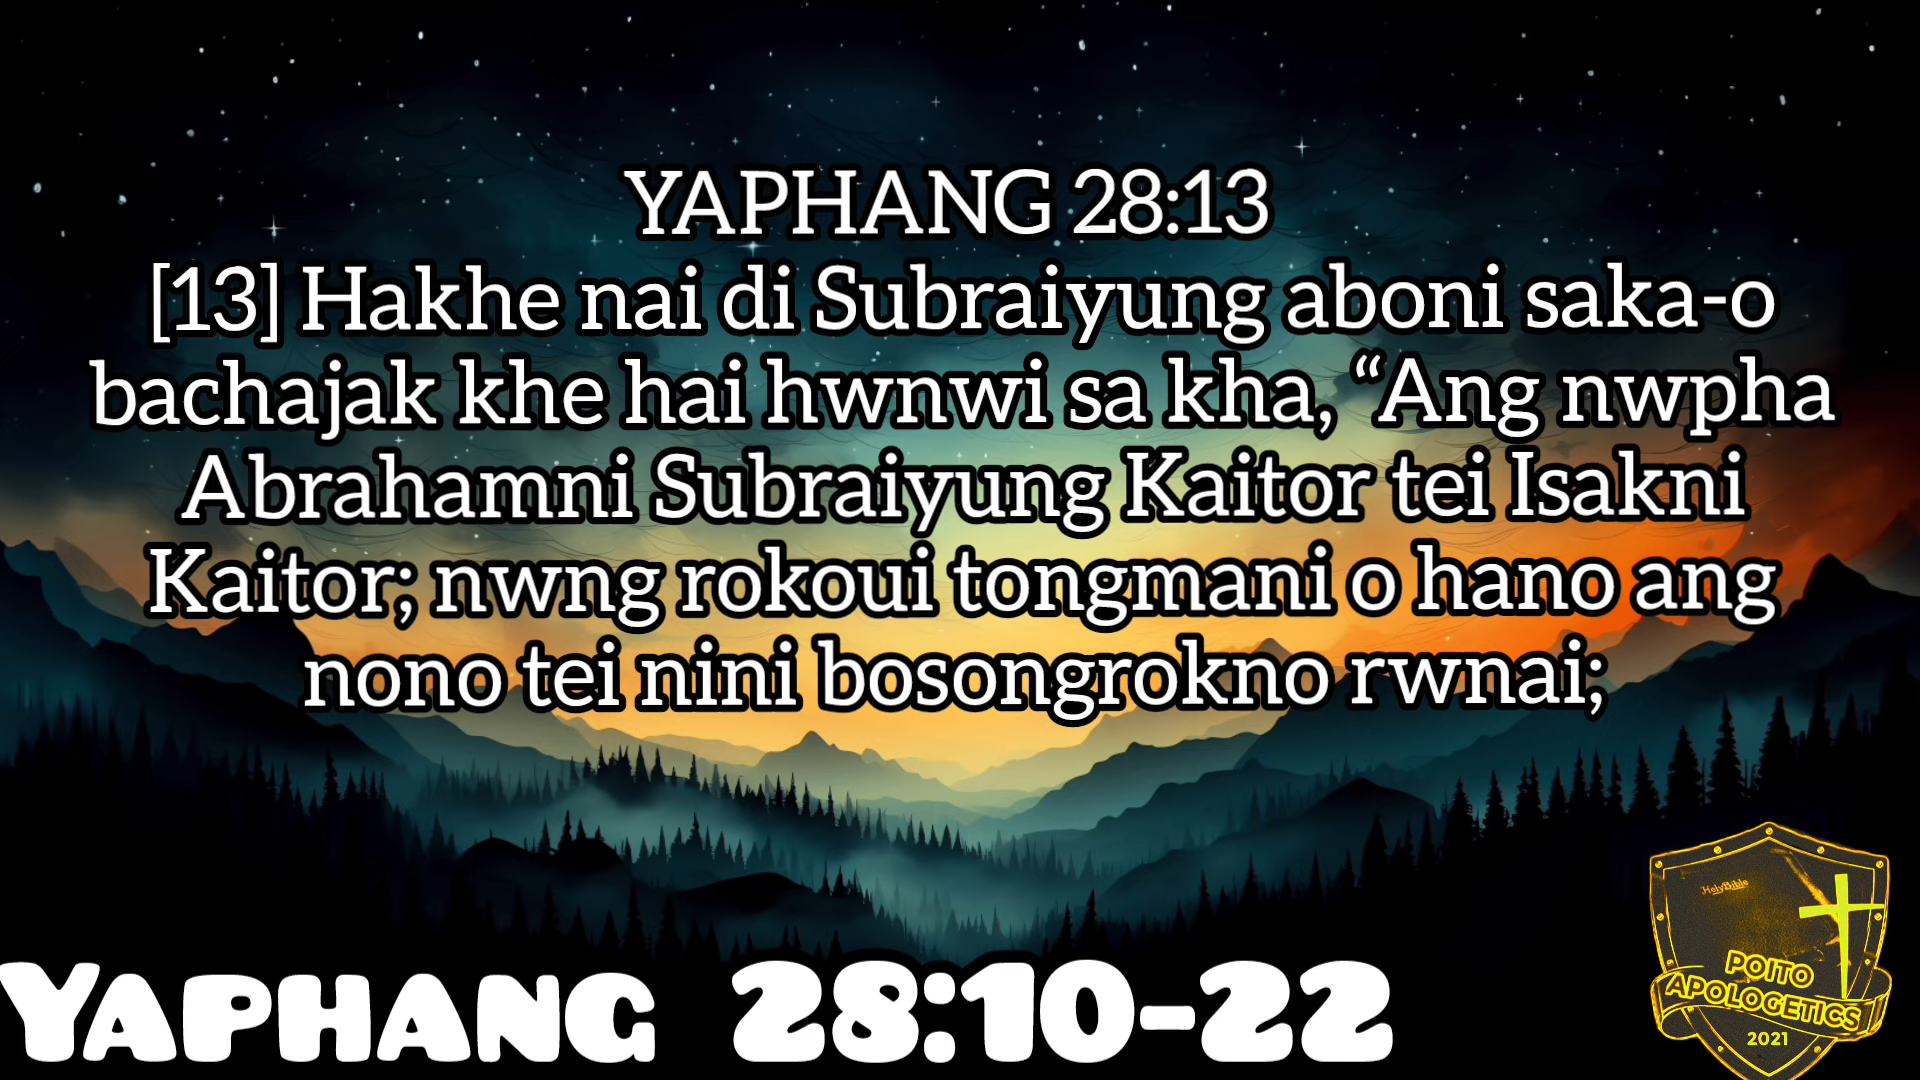 YAPHANG 28:13
[13] Hakhe nai di Subraiyung aboni saka-o
bachajak khe hai hwnwi sa kha, “Ang nwpha
Abrahamni Subraiyung Kaitor tei Isakni
Kaitor; nwng rokoui tongmani o hano ang
nono tei nini bosongrokno rwnai;
YAPHANG 28:10-22
HolyBible
POITO
APOLOGETICS
2021